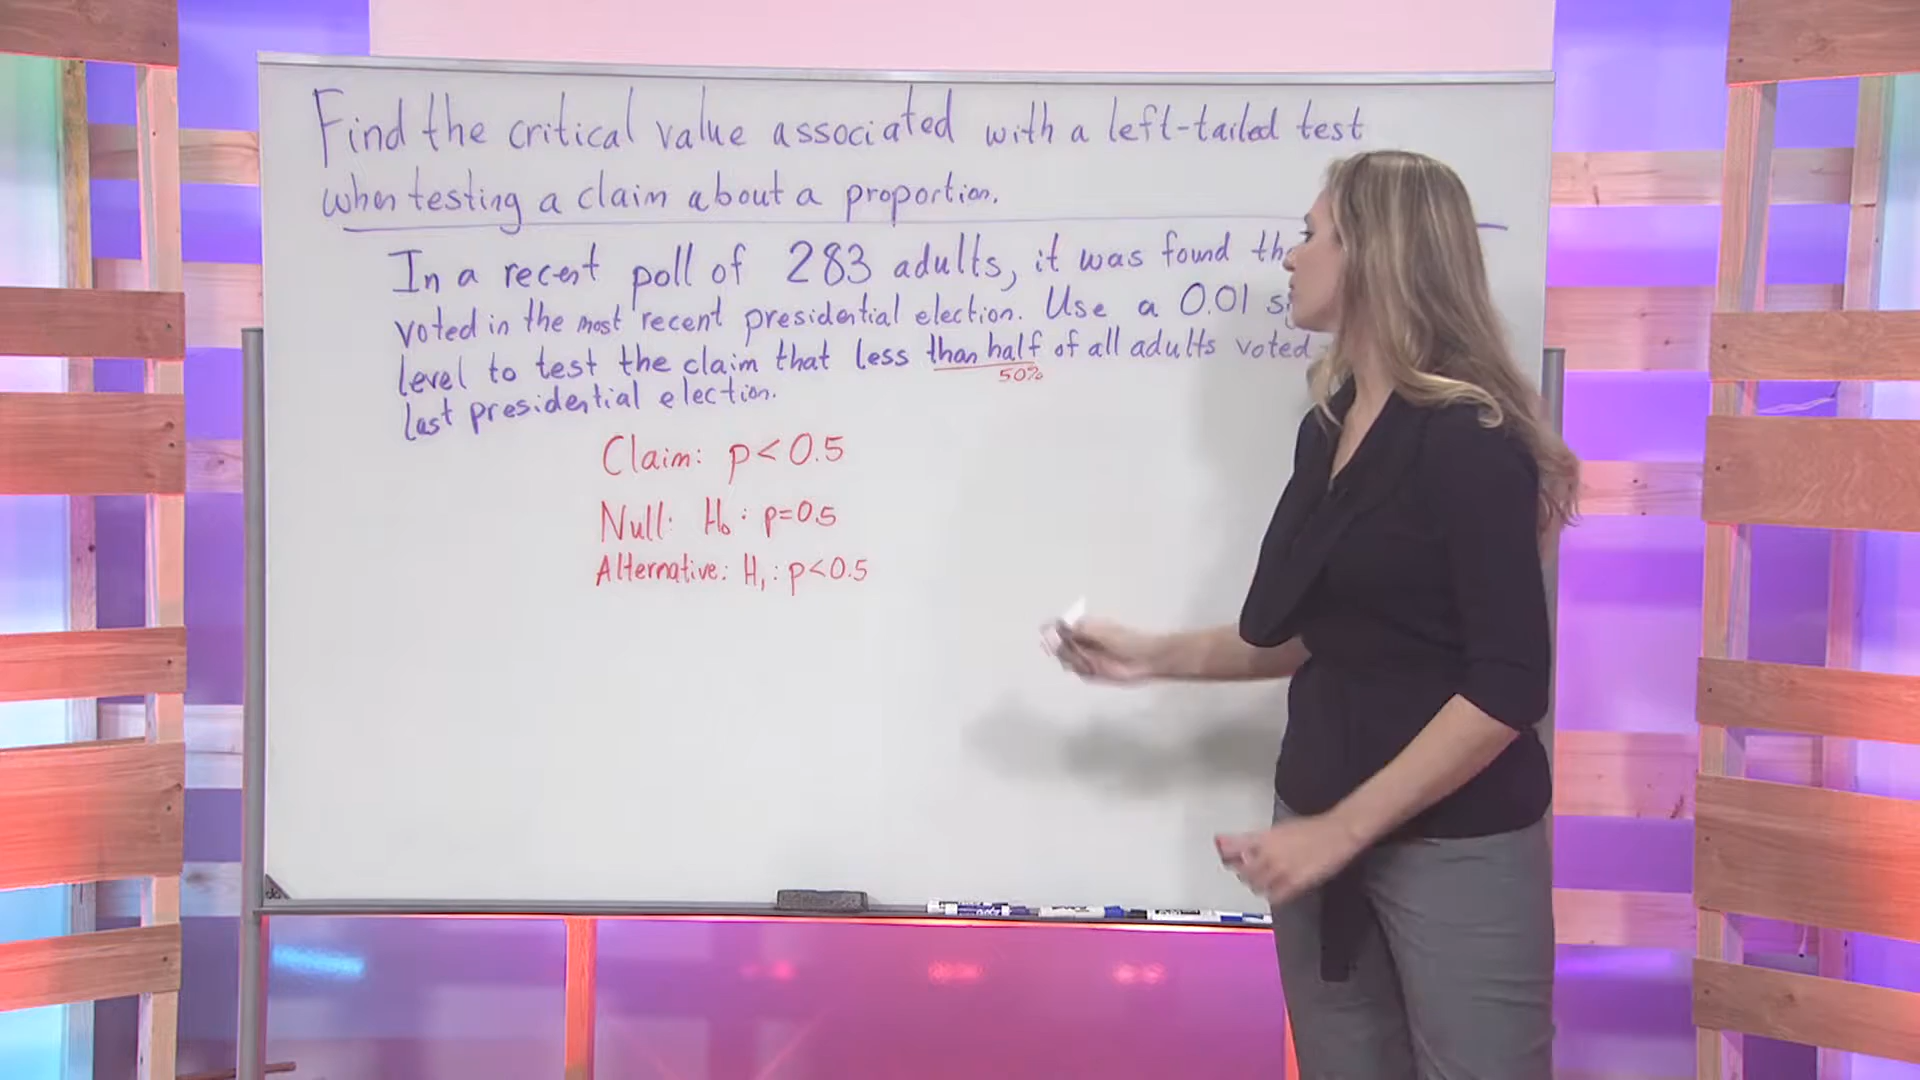 Find the critical value associated with a left-tailed test
when testing a claim about a proportion.
In a recent poll of 283 adults, it was found
voted in the most recent presidential election. Use a 0.01
level to test the claim that less than half of all adults voted
50%
last presidential election.
Claim: p<0.5
Null: H₀: p=0.5
Alternative: H₁: p<0.5